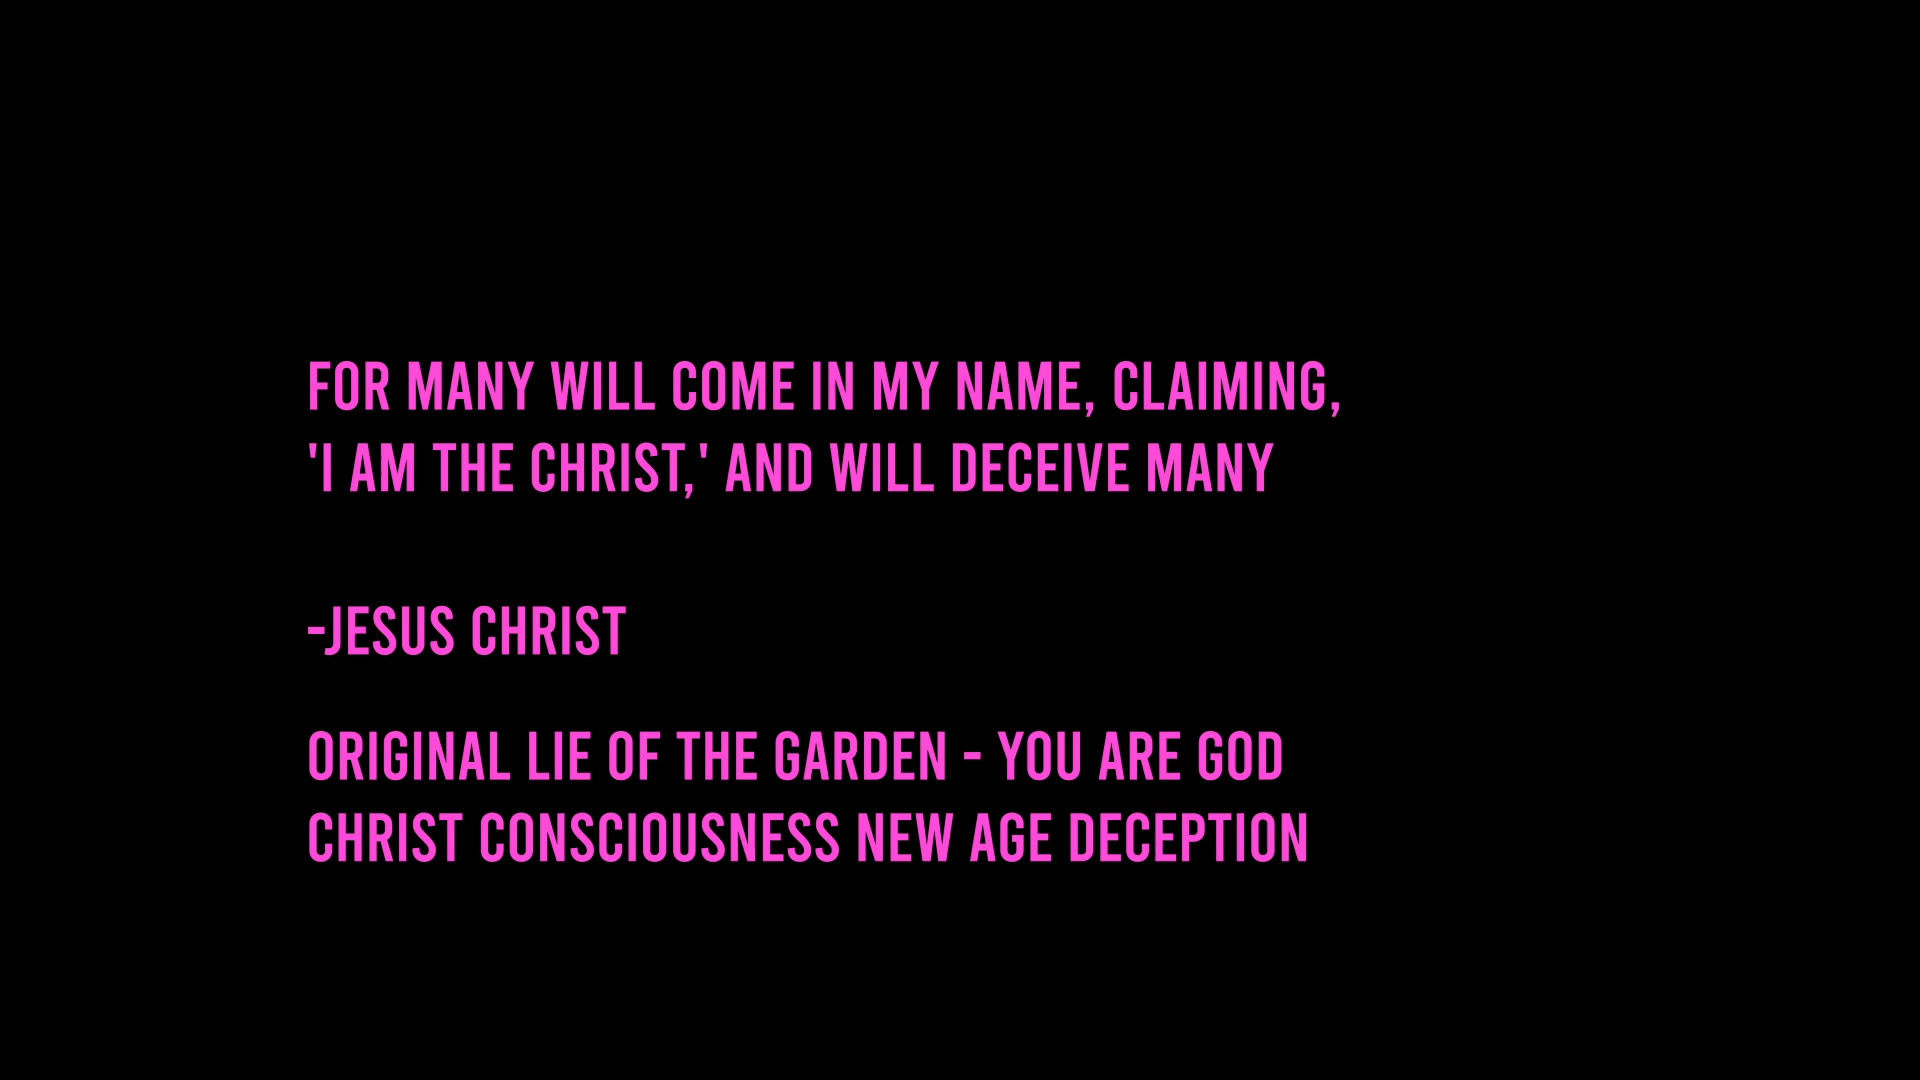 FOR MANY WILL COME IN MY NAME, CLAIMING,
'I AM THE CHRIST,' AND WILL DECEIVE MANY
-JESUS CHRIST
ORIGINAL LIE OF THE GARDEN - YOU ARE GOD
CHRIST CONSCIOUSNESS NEW AGE DECEPTION